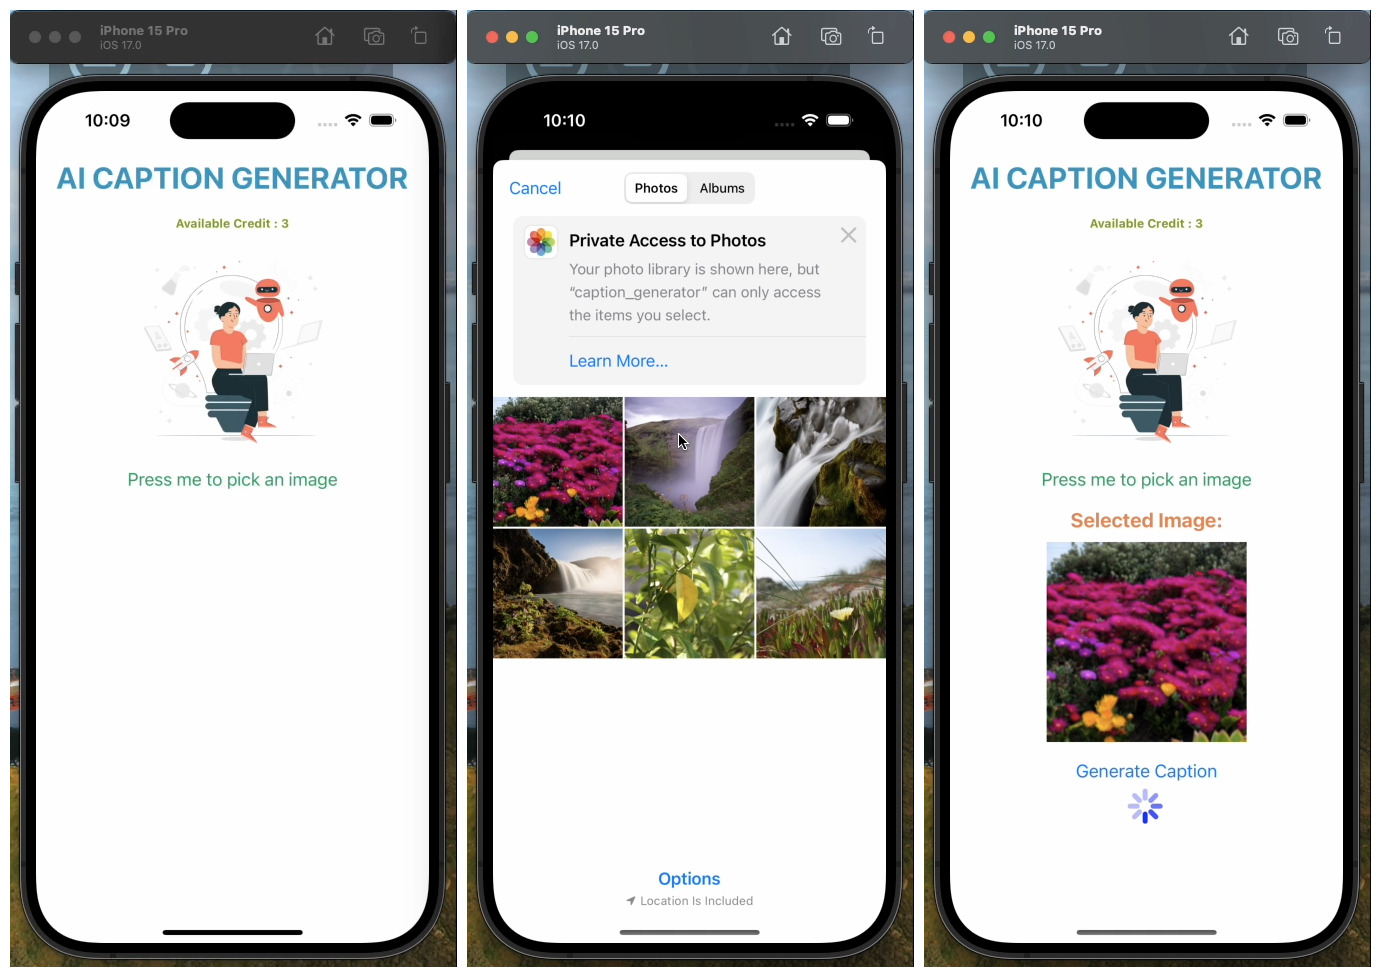 iPhone 15 Pro
iOS 17.0
10:09
AI CAPTION GENERATOR
Available Credit : 3
Press me to pick an image
iPhone 15 Pro
iOS 17.0
10:10
Cancel
Photos
Albums
Private Access to Photos
Your photo library is shown here, but
“caption_generator” can only access
the items you select.
Learn More...
Options
Location Is Included
iPhone 15 Pro
iOS 17.0
10:10
AI CAPTION GENERATOR
Available Credit : 3
Press me to pick an image
Selected Image:
Generate Caption